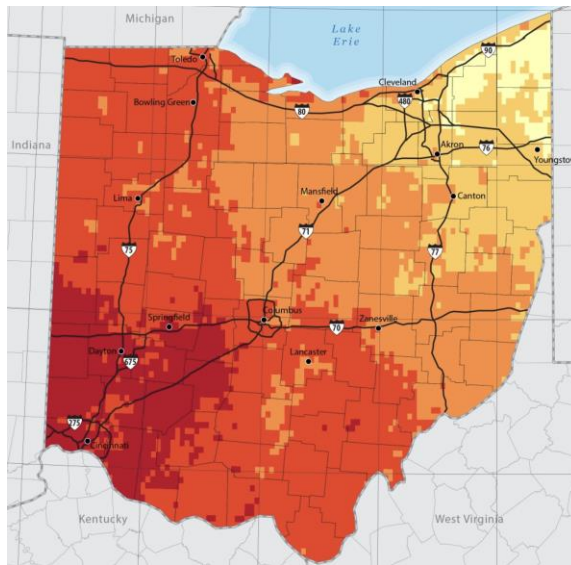 Michigan
Lake
Erie
Toledo
90
Cleveland
Bowling Green
480
80
Indiana
Akron
76
Youngstow
Lima
Mansfield
Canton
71
75
77
Columbus
Springfield
Zanesville
70
Dayton
Lancaster
675
275
Cincinnati
Kentucky
West Virginia